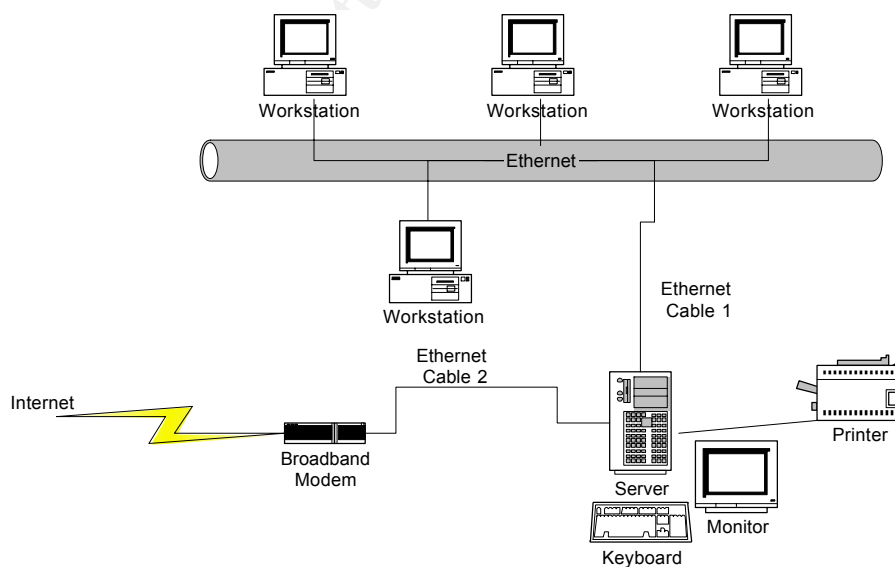 Workstation
Workstation
Workstation
Ethernet
Workstation
Ethernet
Cable 1
Ethernet
Cable 2
Internet
Broadband
Modem
Server
Printer
Monitor
Keyboard